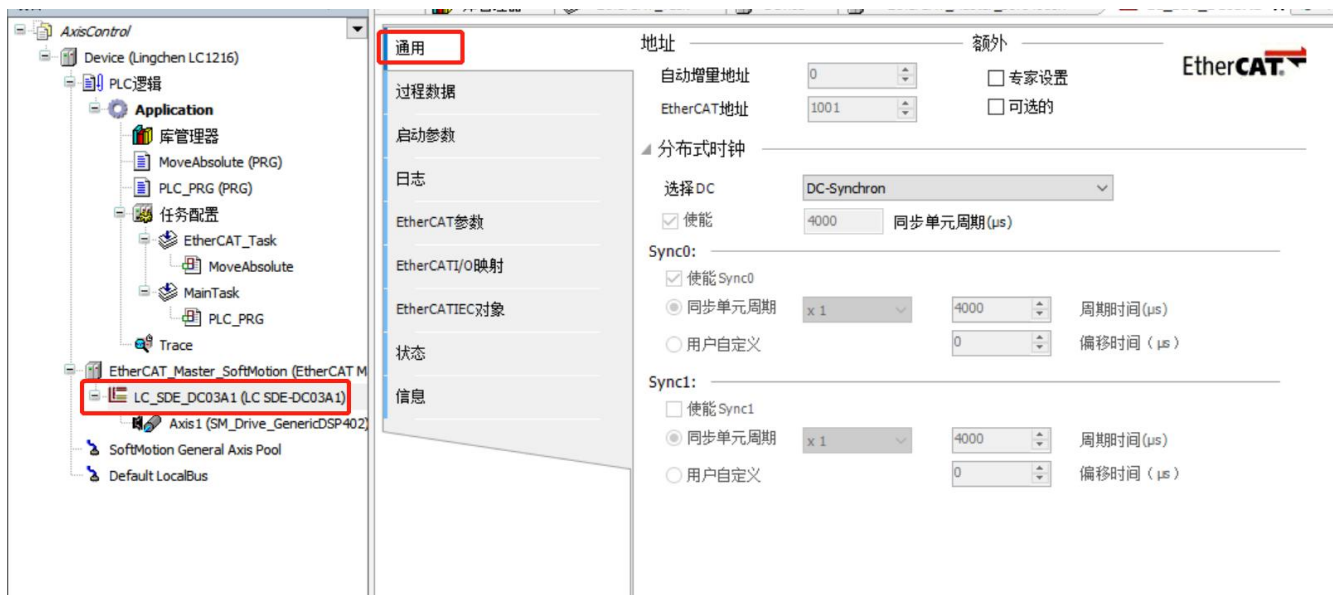 AxisControl
Device (Lingchen LC1216)
PLC逻辑
Application
库管理器
MoveAbsolute (PRG)
PLC_PRG (PRG)
任务配置
EtherCAT_Task
MoveAbsolute
MainTask
PLC_PRG
Trace
EtherCAT_Master_SoftMotion (EtherCAT M
LC_SDE_DC03A1 (LC SDE-DC03A1)
Axis1 (SM_Drive_GenericDSP402)
SoftMotion General Axis Pool
Default LocalBus
通用
过程数据
启动参数
日志
EtherCAT参数
EtherCATI/O映射
EtherCATIEC对象
状态
信息
地址 额外
EtherCAT.
自动增量地址 0 专家设置
EtherCAT地址 1001 可选的
分布式时钟
选择DC DC-Synchron
使能 4000 同步单元周期(μs)
Sync0:
使能Sync0
同步单元周期 x 1 4000 周期时间(μs)
用户自定义 0 偏移时间（μs）
Sync1:
使能Sync1
同步单元周期 x 1 4000 周期时间(μs)
用户自定义 0 偏移时间（μs）